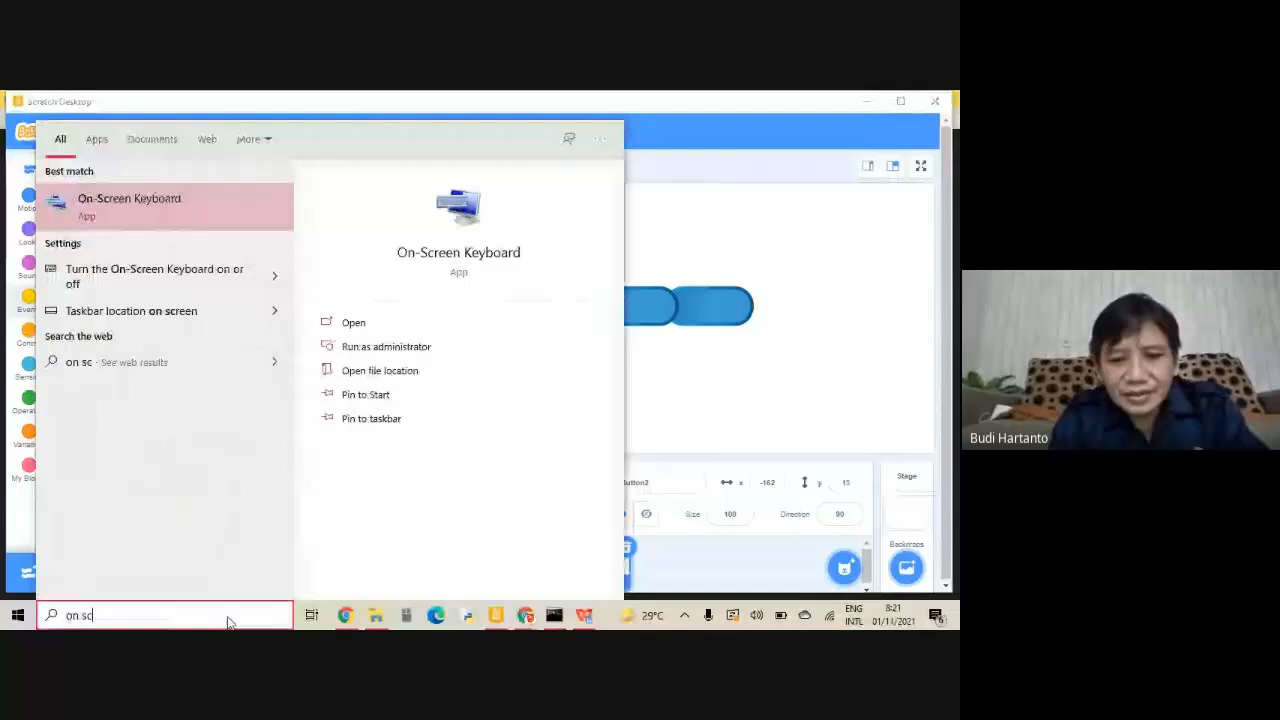 Scratch Desktop
All Apps Documents Web More
Best match
On-Screen Keyboard
App
Settings
Turn the On-Screen Keyboard on or
off
Taskbar location on screen
Search the web
on sc - See web results
On-Screen Keyboard
App
Open
Run as administrator
Open file location
Pin to Start
Pin to taskbar
utton2
x -162
y 13
Size 100
Direction 90
Stage
Backdrops
on sc
29°C
ENG
INTL
8:21
01/11/2021
Budi Hartanto